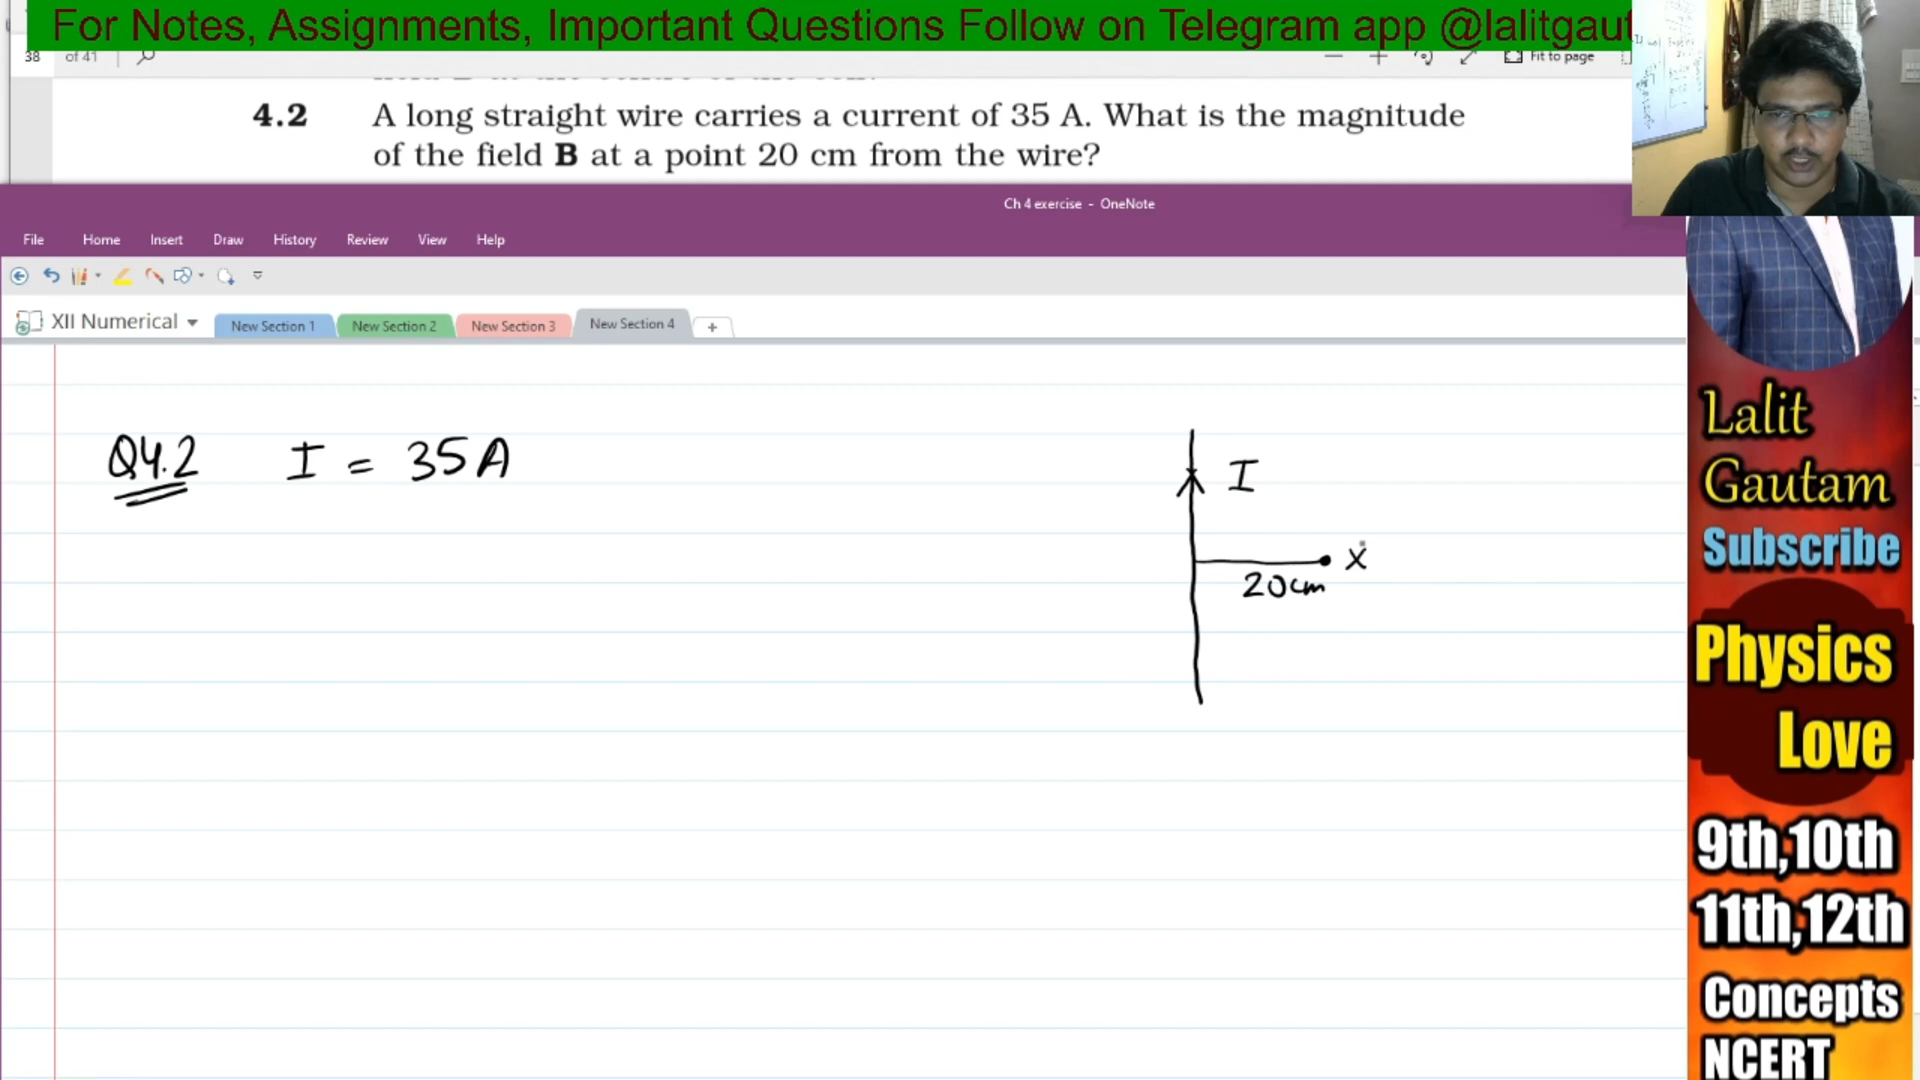 For Notes, Assignments, Important Questions Follow on Telegram app @lalitgaut
38 of 41
Fit to page
4.2 A long straight wire carries a current of 35 A. What is the magnitude
of the field B at a point 20 cm from the wire?
Ch 4 exercise - OneNote
File Home Insert Draw History Review View Help
XII Numerical New Section 1 New Section 2 New Section 3 New Section 4 +
Q4.2 I = 35A
I
X
20cm
Lalit
Gautam
Subscribe
Physics
Love
9th,10th
11th,12th
Concepts
NCERT